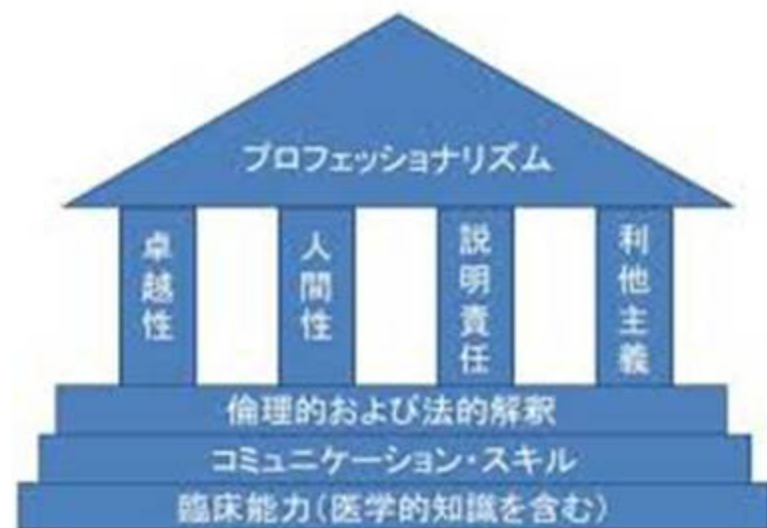 プロフェッショナリズム
卓越性
人間性
説明責任
利他主義
倫理的および法的解釈
コミュニケーション・スキル
臨床能力(医学的知識を含む)